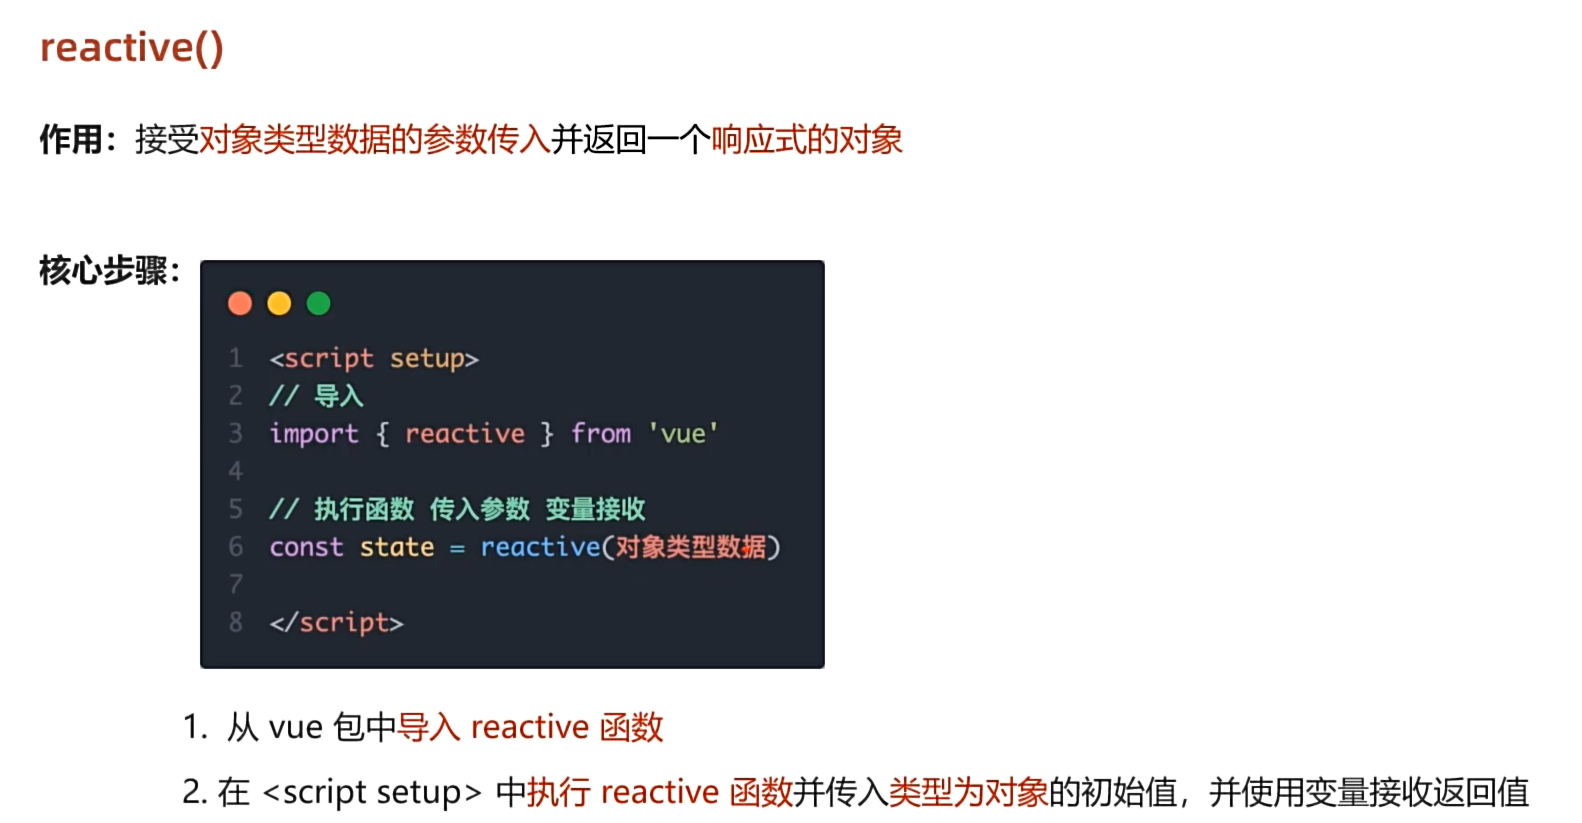 reactive()
作用：接受对象类型数据的参数传入并返回一个响应式的对象
核心步骤：
1 <script setup>
2 // 导入
3 import { reactive } from 'vue'
4
5 // 执行函数 传入参数 变量接收
6 const state = reactive(对象类型数据)
7
8 </script>
1. 从 vue 包中导入 reactive 函数
2. 在 <script setup> 中执行 reactive 函数并传入类型为对象的初始值，并使用变量接收返回值